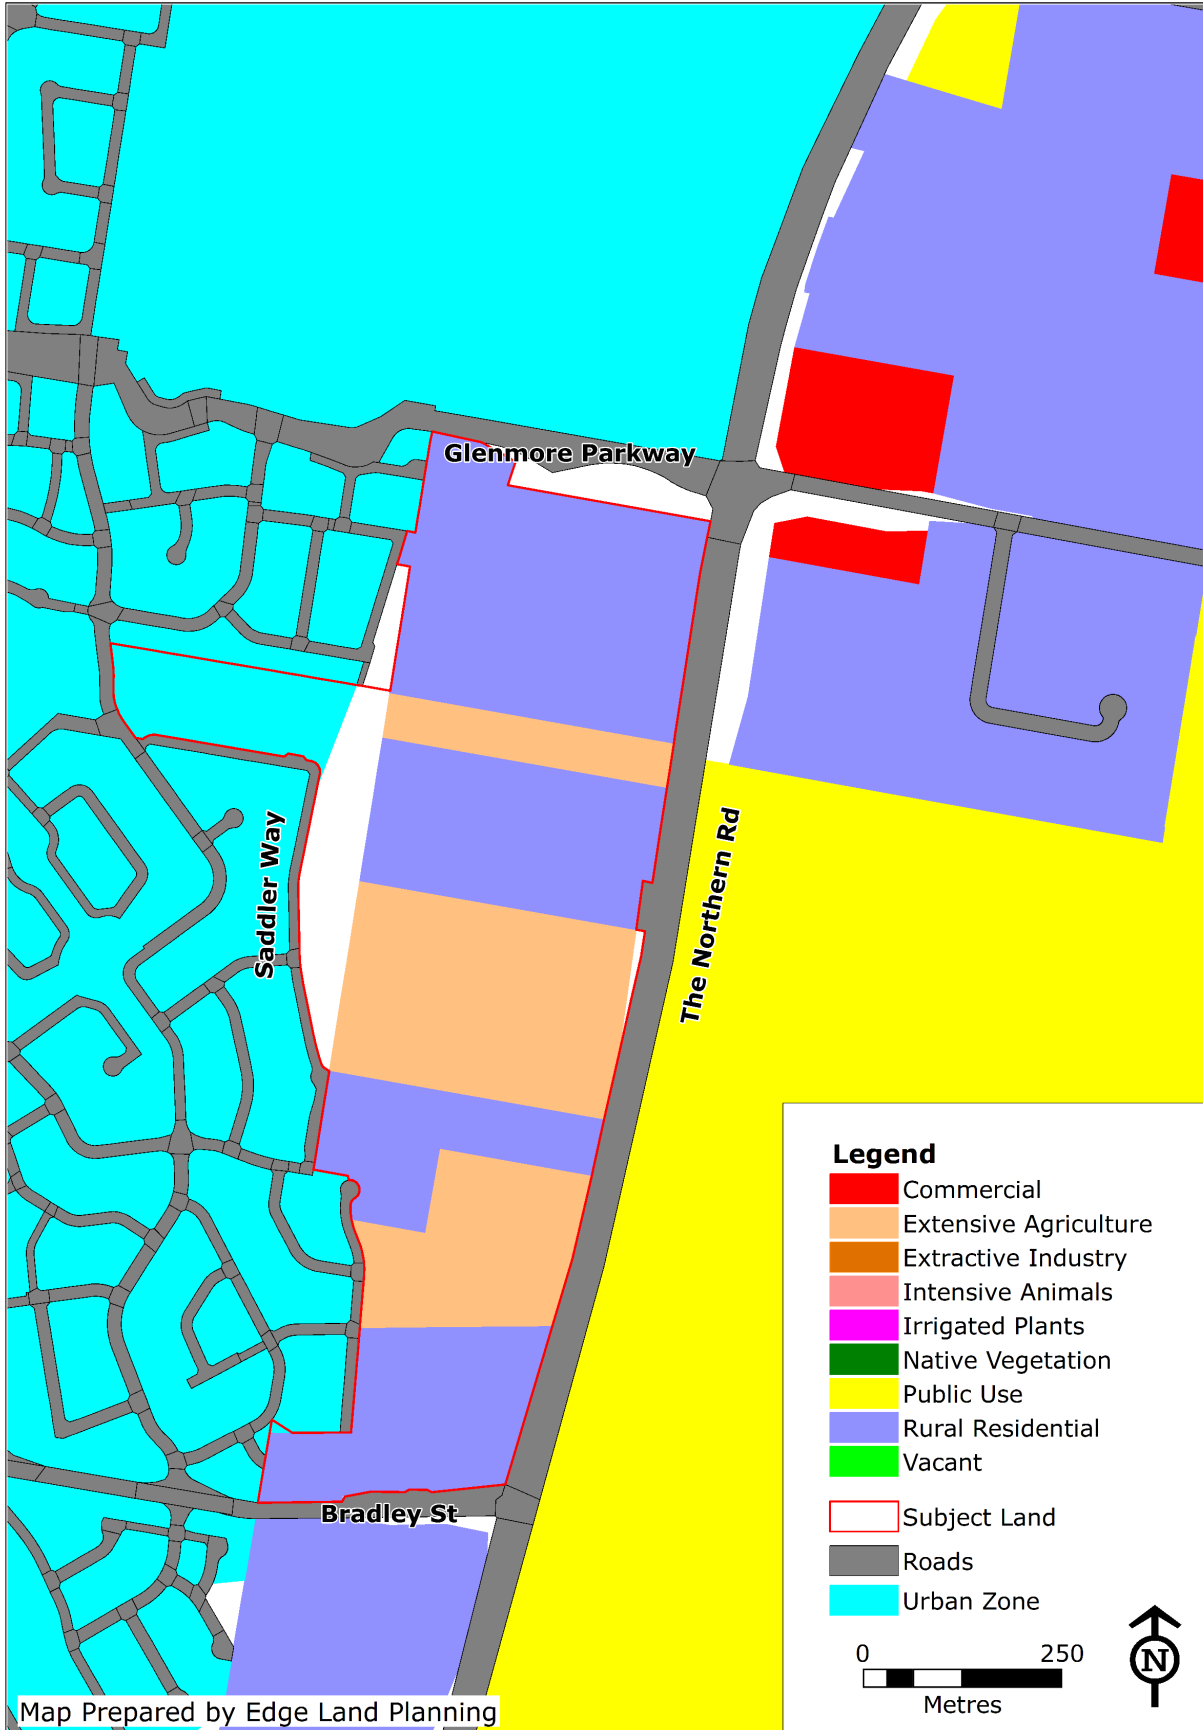 Glenmore Parkway
Saddler Way
The Northern Rd
Bradley St
Legend
Commercial
Extensive Agriculture
Extractive Industry
Intensive Animals
Irrigated Plants
Native Vegetation
Public Use
Rural Residential
Vacant
Subject Land
Roads
Urban Zone
0 250
Metres
N
Map Prepared by Edge Land Planning